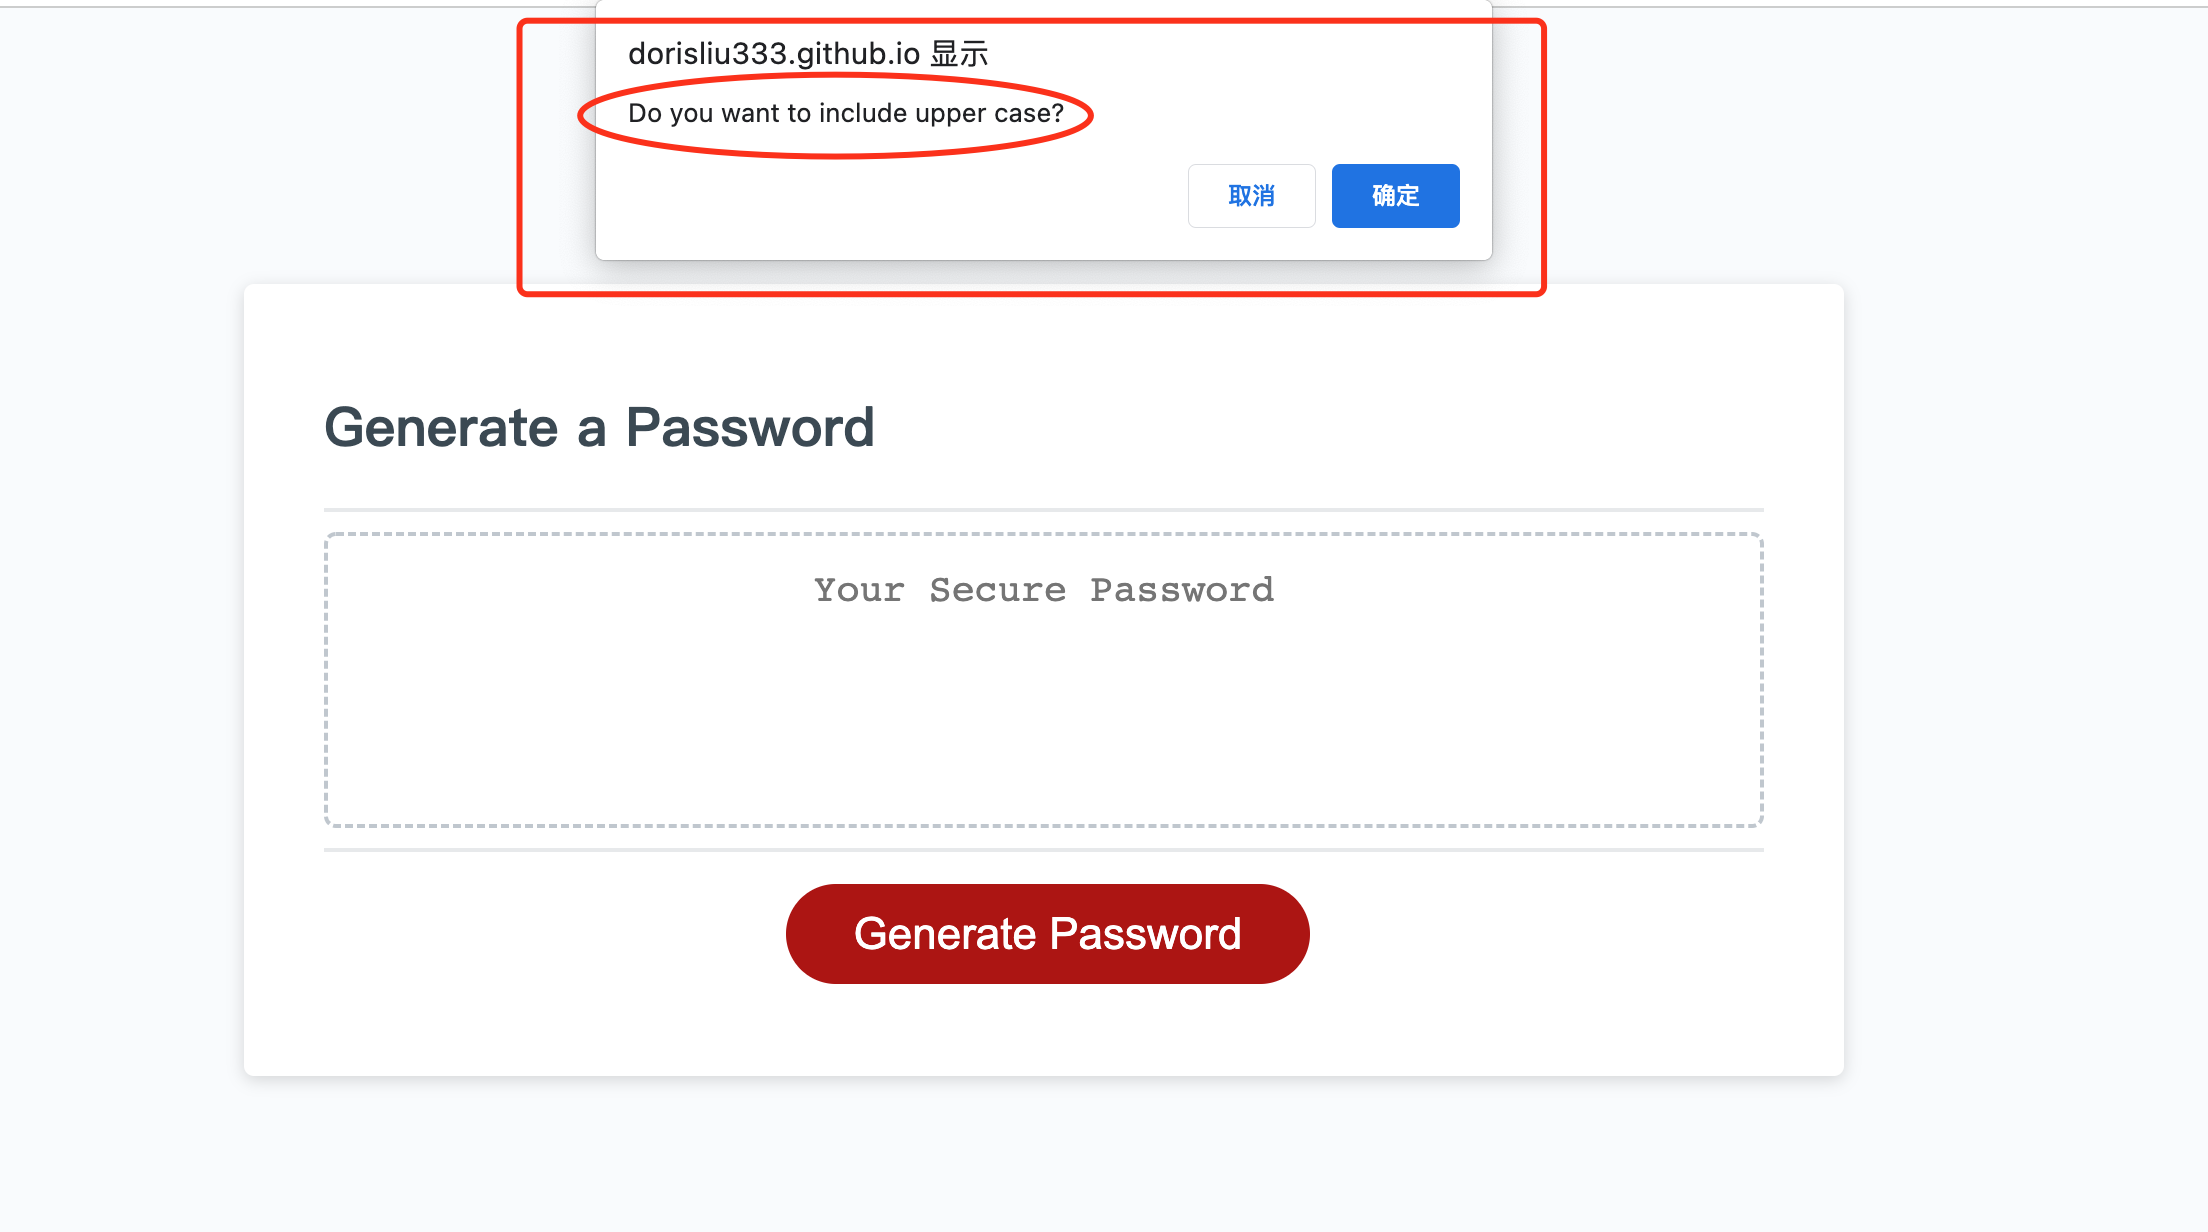 dorisliu333.github.io 显示
Do you want to include upper case?
取消
确定
Generate a Password
Your Secure Password
Generate Password